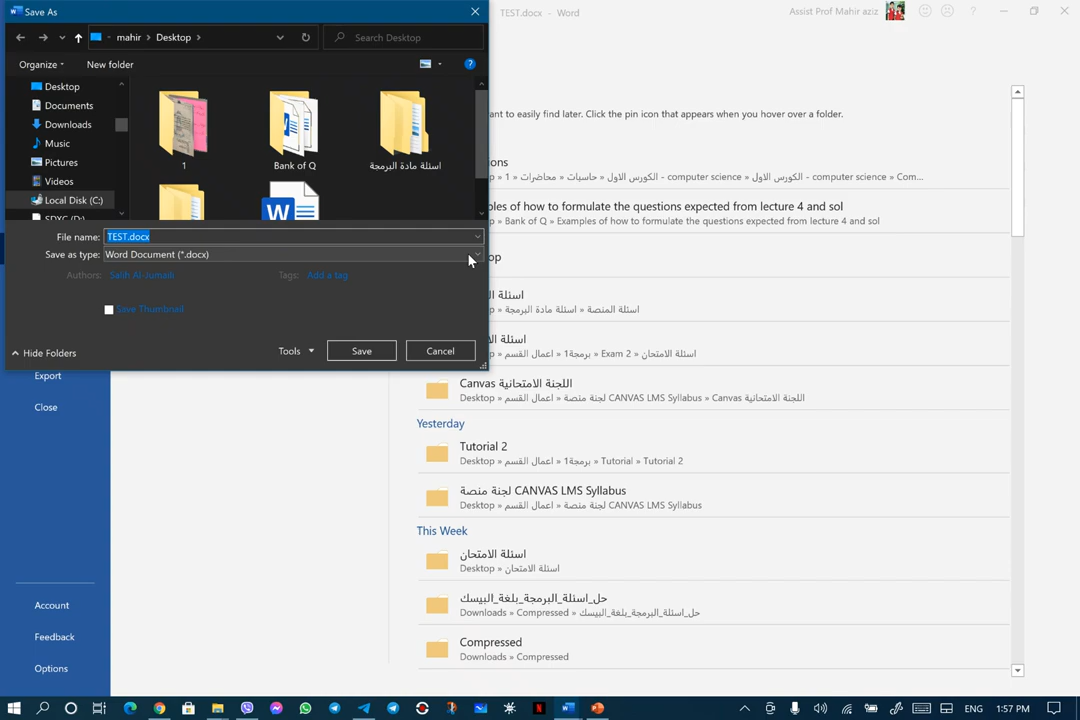 Save As
TEST.docx - Word
Assist Prof Mahir aziz
mahir > Desktop >
Search Desktop
Organize
New folder
Desktop
Documents
Downloads
Music
Pictures
Videos
Local Disk (C:)
SDXC (D:)
1
Bank of Q
اسئلة مادة البرمجة
File name: TEST.docx
Save as type: Word Document (*.docx)
Authors: Salih Al-Jumaili
Tags: Add a tag
Save Thumbnail
Hide Folders
Tools
Save
Cancel
Export
Close
Account
Feedback
Options
ant to easily find later. Click the pin icon that appears when you hover over a folder.
ions
op » 1 » محاضرات » حاسبات » الكورس الاول - computer science » الكورس الاول - computer science » Com...
les of how to formulate the questions expected from lecture 4 and sol
op » Bank of Q » Examples of how to formulate the questions expected from lecture 4 and sol
op
اسئلة ال
op » اسئلة مادة البرمجة » اسئلة المنصة
اسئلة ال
op » اعمال القسم » برمجة1 » Exam 2 » اسئلة الامتحان
Canvas اللجنة الامتحانية
Desktop » اعمال القسم » لجنة منصة CANVAS LMS Syllabus » Canvas اللجنة الامتحانية
Yesterday
Tutorial 2
Desktop » اعمال القسم » برمجة1 » Tutorial » Tutorial 2
لجنة منصة CANVAS LMS Syllabus
Desktop » اعمال القسم » لجنة منصة CANVAS LMS Syllabus
This Week
اسئلة الامتحان
Desktop » اسئلة الامتحان
حل_اسئلة_البرمجة_بلغة_البيسك
Downloads » Compressed » حل_اسئلة_البرمجة_بلغة_البيسك
Compressed
Downloads » Compressed
ENG
1:57 PM